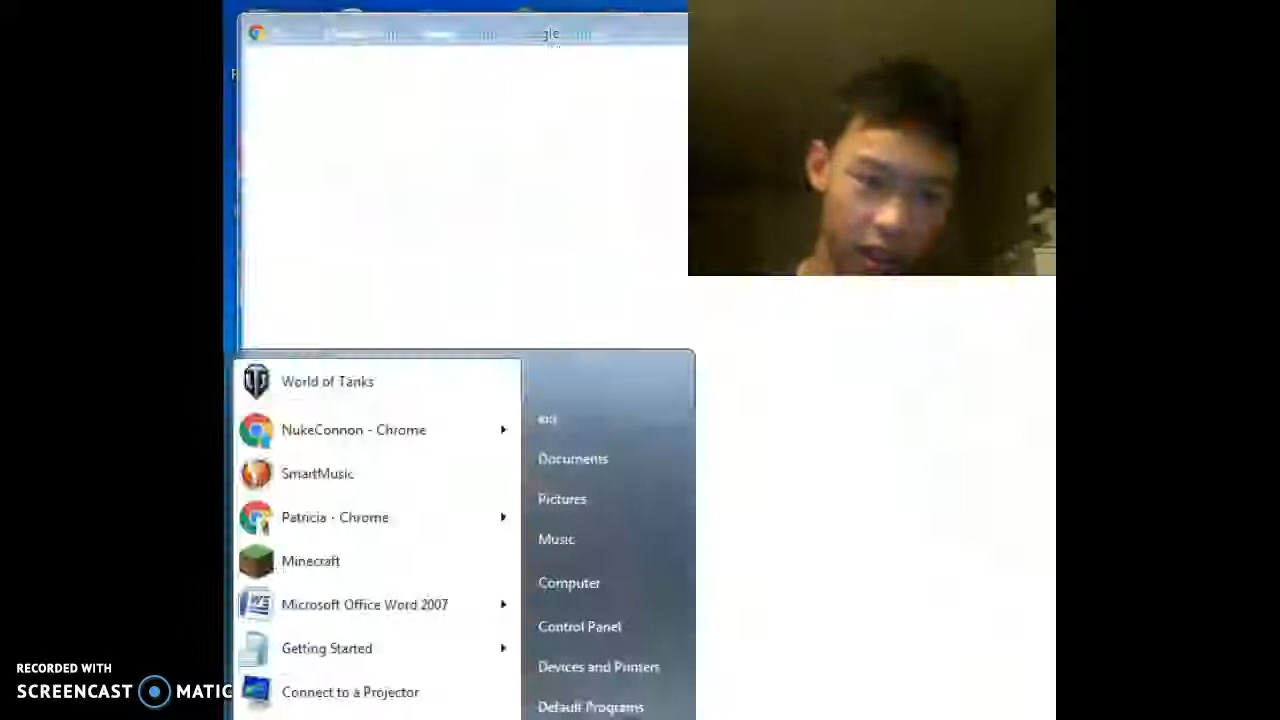 gle
World of Tanks
NukeConnon - Chrome
SmartMusic
Patricia - Chrome
Minecraft
Microsoft Office Word 2007
Getting Started
Connect to a Projector
Documents
Pictures
Music
Computer
Control Panel
Devices and Printers
Default Programs
RECORDED WITH
SCREENCAST MATIC